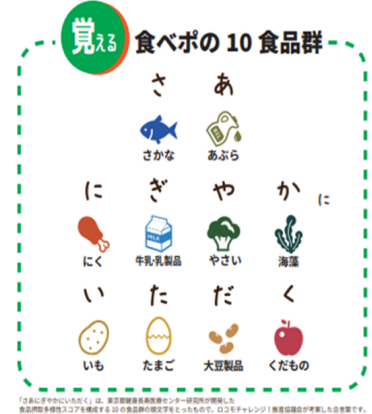 覚える 食べポの 10 食品群
さ あ
さかな あぶら
に ぎ や か に
MILK
にく 牛乳・乳製品 やさい 海藻
い た だ く
いも たまご 大豆製品 くだもの
「さあにぎやかにいただく」は、東京都健康長寿医療センター研究所が開発した
食品摂取多様性スコアを構成する 10 の食品群の頭文字をとったもので、ロコモチャレンジ！推進協議会が考案した合言葉です。